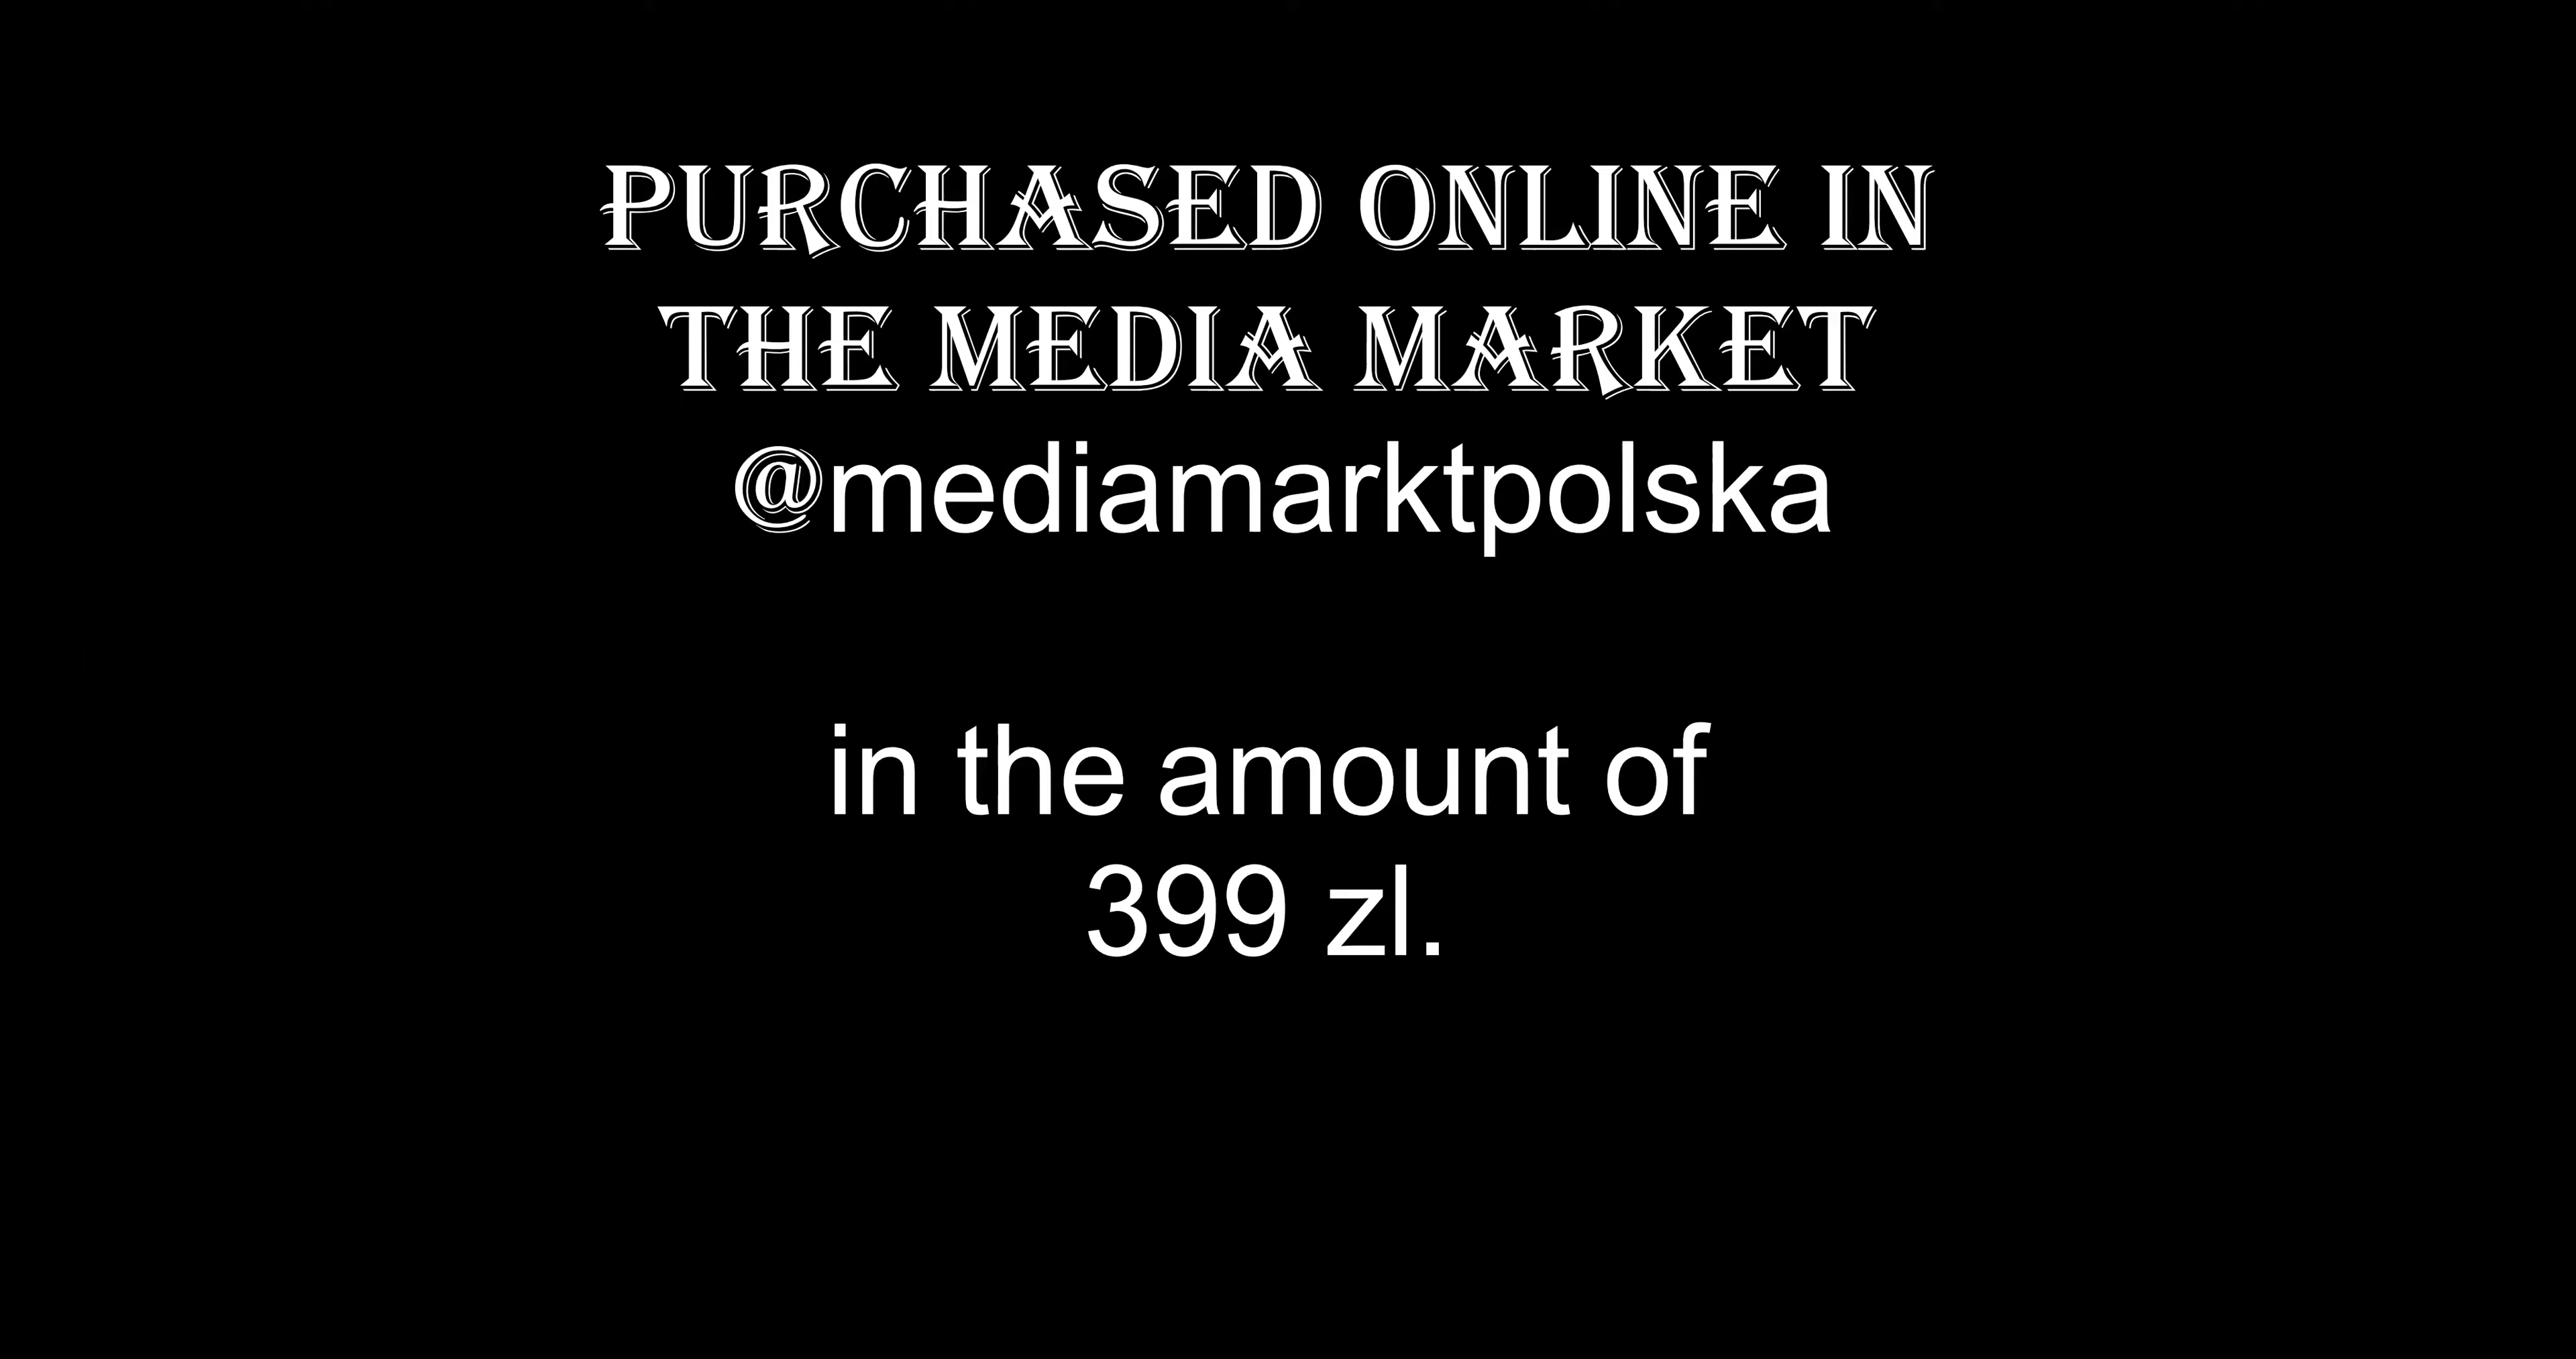 PURCHASED ONLINE IN
THE MEDIA MARKET
@mediamarktpolska
in the amount of
399 zl.